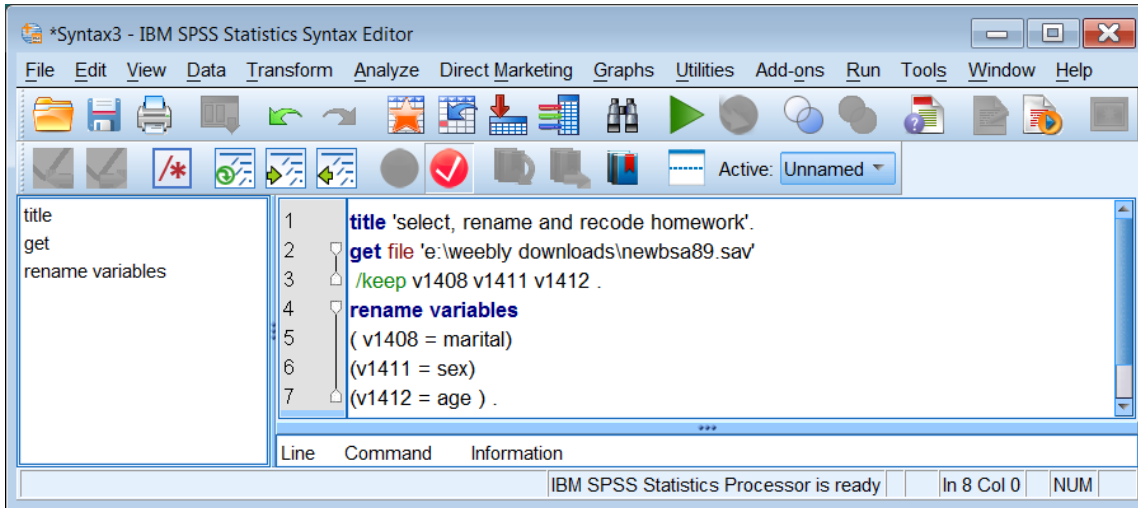 *Syntax3 - IBM SPSS Statistics Syntax Editor
File Edit View Data Transform Analyze Direct Marketing Graphs Utilities Add-ons Run Tools Window Help
/*
Active: Unnamed
title
get
rename variables
1 title 'select, rename and recode homework'.
2 get file 'e:\weebly downloads\newbsa89.sav'
3 /keep v1408 v1411 v1412 .
4 rename variables
5 ( v1408 = marital)
6 (v1411 = sex)
7 (v1412 = age ) .
Line Command Information
IBM SPSS Statistics Processor is ready In 8 Col 0 NUM